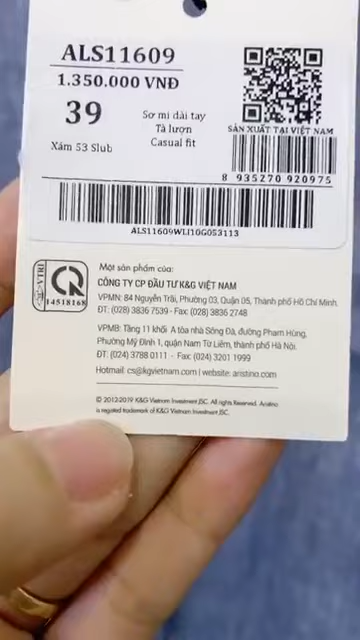 ALS11609
1.350.000 VNĐ
39
Sơ mi dài tay
Tà lượn
Casual fit
Xám 53 Slub
SẢN XUẤT TẠI VIỆT NAM
8 935270 920975
ALS11609WLI10G053113
VTRI
14518168
Một sản phẩm của:
CÔNG TY CP ĐẦU TƯ K&G VIỆT NAM
VPMN: 84 Nguyễn Trãi, Phường 03, Quận 05, Thành phố Hồ Chí Minh
ĐT: (028) 3836 7539 - Fax: (028) 3836 2748
VPMB: Tầng 11 khối A tòa nhà Sông Đà, đường Phạm Hùng,
Phường Mỹ Đình 1, quận Nam Từ Liêm, thành phố Hà Nội.
ĐT: (024) 3788 0111 - Fax: (024) 3201 1999
Hotmail: cs@kgvietnam.com | website: aristino.com
© 2012-2019 K&G Vietnam Investment JSC. All rights Reserved. Aristino
is regested trademark of K&G Vietnam Investment JSC.